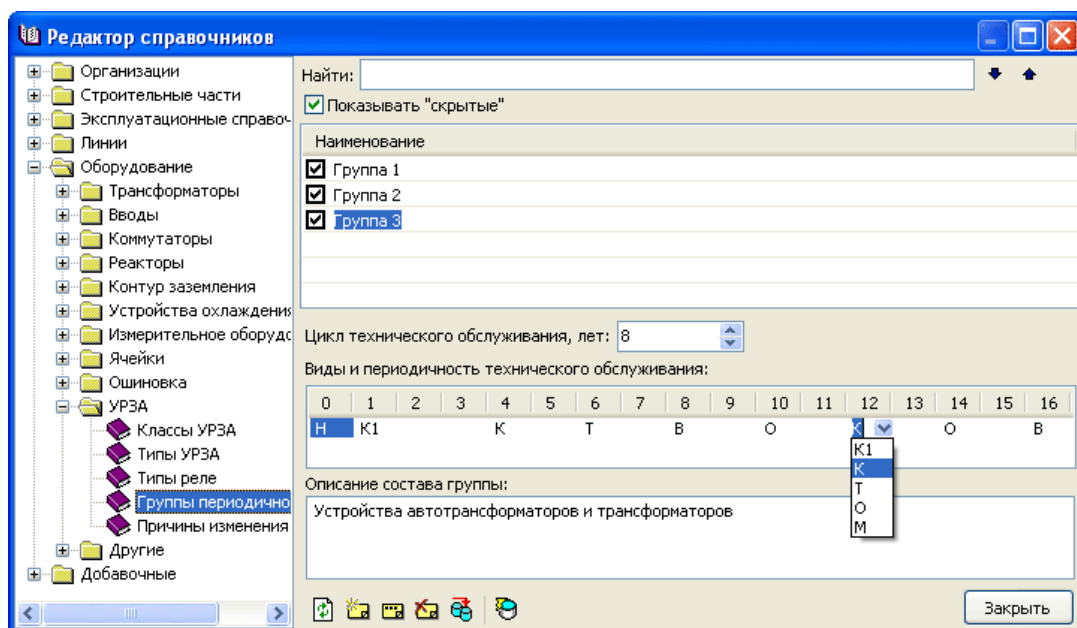 Редактор справочников
Организации
Строительные части
Эксплуатационные справоч
Линии
Оборудование
Трансформаторы
Вводы
Коммутаторы
Реакторы
Контур заземления
Устройства охлаждения
Измерительное оборудо
Ячейки
Ошиновка
УРЗА
Классы УРЗА
Типы УРЗА
Типы реле
Группы периодично
Причины изменения
Другие
Добавочные
Найти:
Показывать "скрытые"
Наименование
Группа 1
Группа 2
Группа 3
Цикл технического обслуживания, лет: 8
Виды и периодичность технического обслуживания:
0 1 2 3 4 5 6 7 8 9 10 11 12 13 14 15 16
Н К1 К Т В О К О В
К1
К
Т
О
М
Описание состава группы:
Устройства автотрансформаторов и трансформаторов
Закрыть